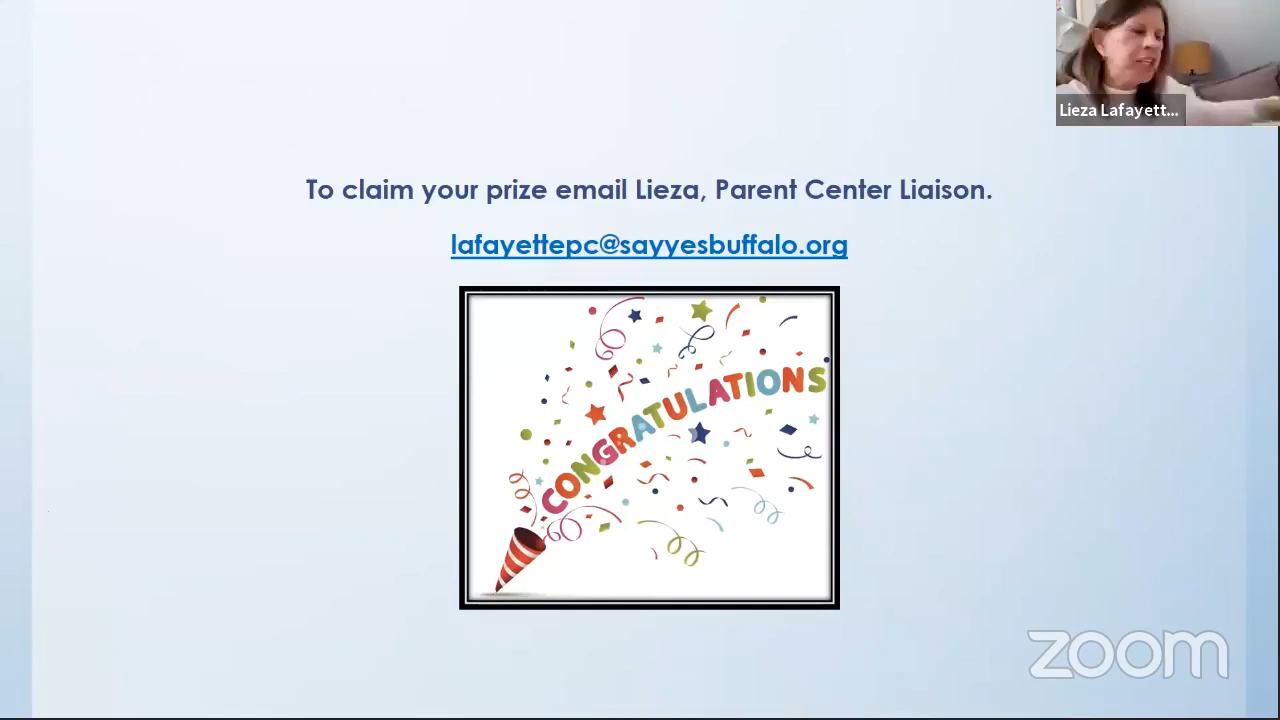 Lieza Lafayett...
To claim your prize email Lieza, Parent Center Liaison.
lafayettepc@sayyesbuffalo.org
CONGRATULATIONS
zoom